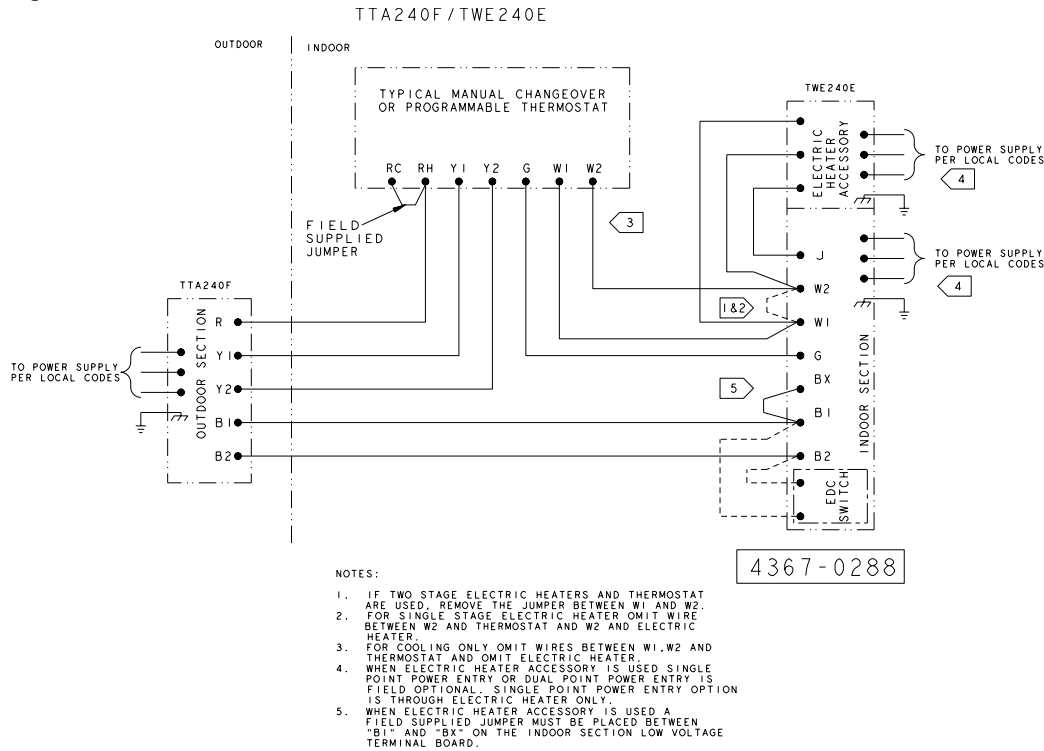 TTA240F/TWE240E
OUTDOOR
INDOOR
TYPICAL MANUAL CHANGEOVER
OR PROGRAMMABLE THERMOSTAT
RC RH Y1 Y2 G W1 W2
FIELD
SUPPLIED
JUMPER
3
TWE240E
ELECTRIC
HEATER
ACCESSORY
TO POWER SUPPLY
PER LOCAL CODES
4
TO POWER SUPPLY
PER LOCAL CODES
4
J
W2
1&2
W1
G
BX
5
B1
B2
INDOOR SECTION
EDC
SWITCH
TTA240F
OUTDOOR SECTION
R
Y1
Y2
B1
B2
TO POWER SUPPLY
PER LOCAL CODES
4367-0288
NOTES:
1. IF TWO STAGE ELECTRIC HEATERS AND THERMOSTAT
ARE USED, REMOVE THE JUMPER BETWEEN W1 AND W2.
2. FOR SINGLE STAGE ELECTRIC HEATER OMIT WIRE
BETWEEN W2 AND THERMOSTAT AND W2 AND ELECTRIC
HEATER.
3. FOR COOLING ONLY OMIT WIRES BETWEEN W1,W2 AND
THERMOSTAT AND OMIT ELECTRIC HEATER.
4. WHEN ELECTRIC HEATER ACCESSORY IS USED SINGLE
POINT POWER ENTRY OR DUAL POINT POWER ENTRY IS
FIELD OPTIONAL. SINGLE POINT POWER ENTRY OPTION
IS THROUGH ELECTRIC HEATER ONLY.
5. WHEN ELECTRIC HEATER ACCESSORY IS USED A
FIELD SUPPLIED JUMPER MUST BE PLACED BETWEEN
"B1" AND "BX" ON THE INDOOR SECTION LOW VOLTAGE
TERMINAL BOARD.